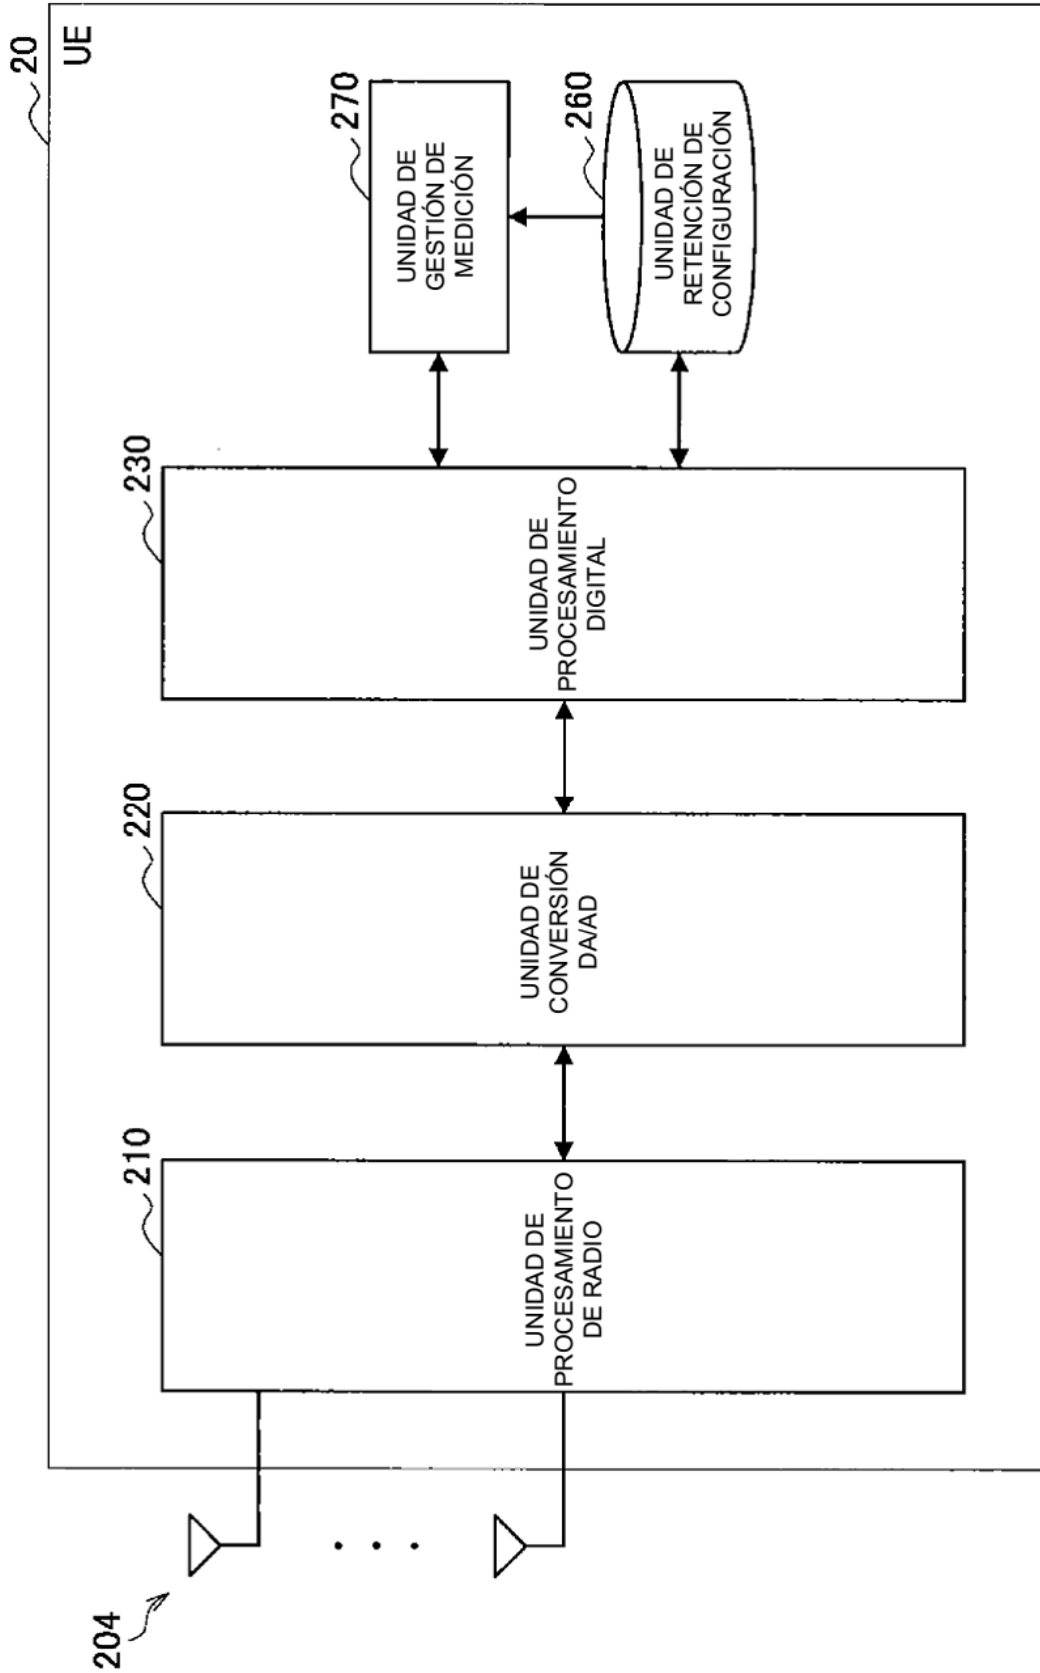 20
UE
204
210
UNIDAD DE
PROCESAMIENTO
DE RADIO
220
UNIDAD DE
CONVERSIÓN
DA/AD
230
UNIDAD DE
PROCESAMIENTO
DIGITAL
270
UNIDAD DE
GESTIÓN DE
MEDICIÓN
260
UNIDAD DE
RETENCIÓN DE
CONFIGURACIÓN